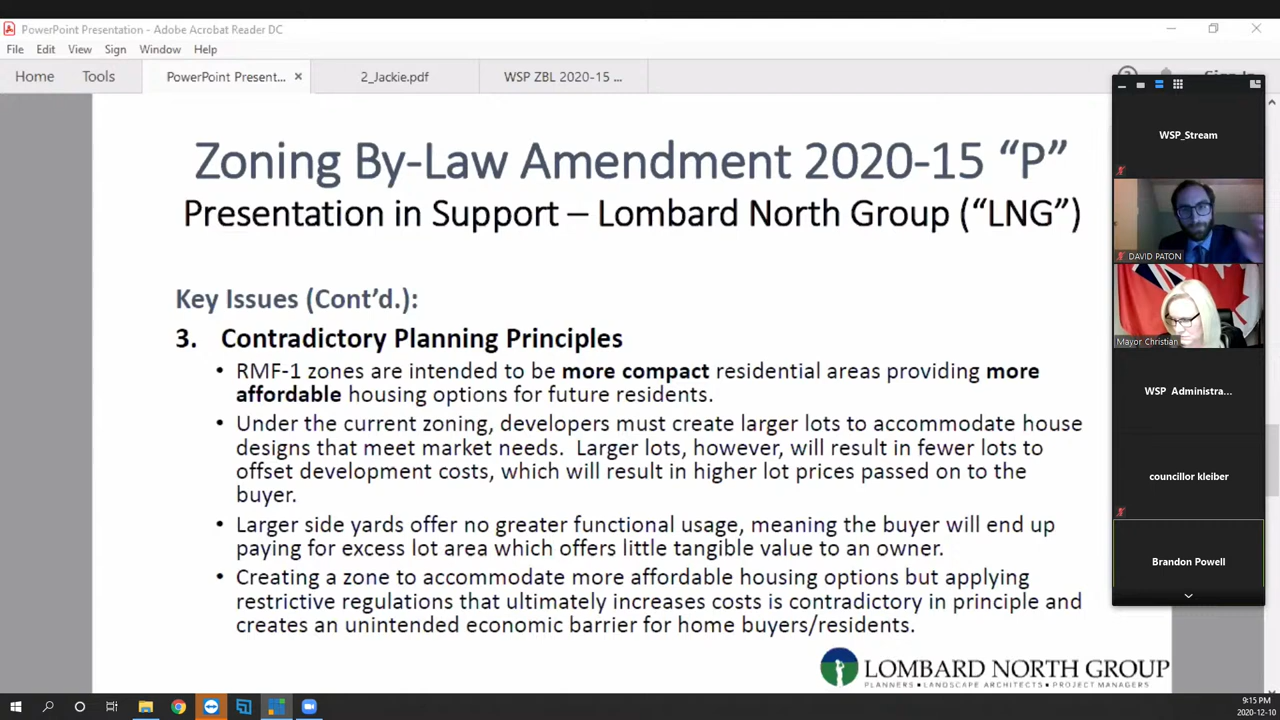 PowerPoint Presentation - Adobe Acrobat Reader DC
File Edit View Sign Window Help
Home Tools PowerPoint Present... × 2_Jackie.pdf WSP ZBL 2020-15 ...
Zoning By-Law Amendment 2020-15 “P”
Presentation in Support – Lombard North Group (“LNG”)
Key Issues (Cont’d.):
3. Contradictory Planning Principles
• RMF-1 zones are intended to be more compact residential areas providing more
affordable housing options for future residents.
• Under the current zoning, developers must create larger lots to accommodate house
designs that meet market needs. Larger lots, however, will result in fewer lots to
offset development costs, which will result in higher lot prices passed on to the
buyer.
• Larger side yards offer no greater functional usage, meaning the buyer will end up
paying for excess lot area which offers little tangible value to an owner.
• Creating a zone to accommodate more affordable housing options but applying
restrictive regulations that ultimately increases costs is contradictory in principle and
creates an unintended economic barrier for home buyers/residents.
LOMBARD NORTH GROUP
PLANNERS • LANDSCAPE ARCHITECTS • PROJECT MANAGERS
WSP_Stream
DAVID PATON
Mayor Christian
WSP Administra...
councillor kleiber
Brandon Powell
9:15 PM
2020-12-10